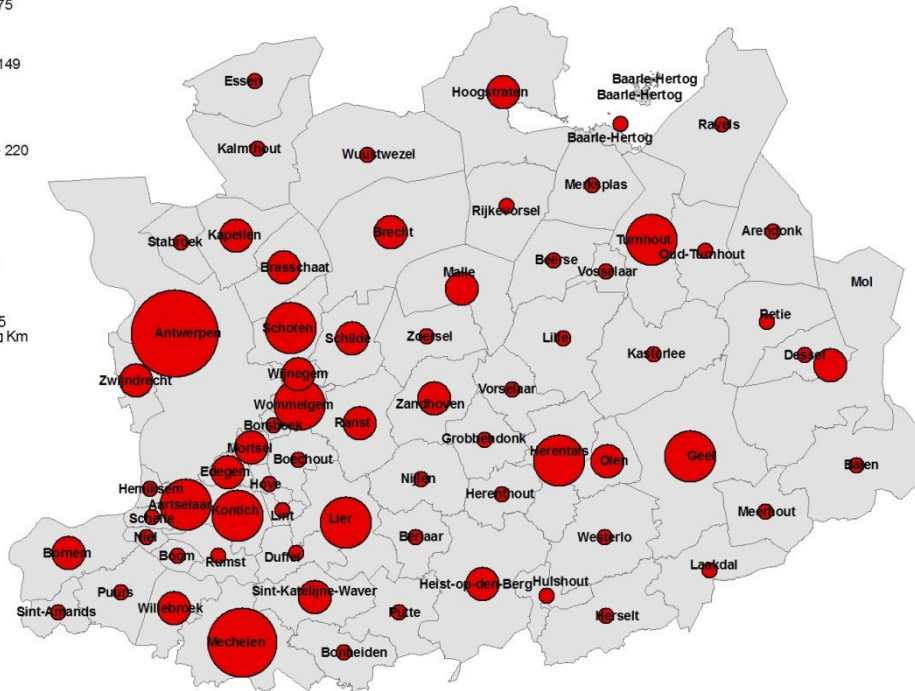 75
149
220
5
Km
Essen
Hoogstraten
Baarle-Hertog
Baarle-Hertog
Baarle-Hertog
Ravels
Kalmthout
Wuustwezel
Merksplas
Rijkevorsel
Stabroek
Kapellen
Brecht
Turnhout
Arendonk
Oud-Turnhout
Beerse
Vosselaar
Brasschaat
Malle
Mol
Retie
Antwerpen
Schoten
Schilde
Zoersel
Lille
Kasterlee
Dessel
Zwijndrecht
Wijnegem
Vorselaar
Wommelgem
Zandhoven
Borsbeek
Ranst
Grobbendonk
Mortsel
Herentals
Olen
Geel
Boechout
Edegem
Balen
Nijlen
Hove
Hemiksem
Herenthout
Aartselaar
Kontich
Lint
Schelle
Lier
Meerhout
Niel
Berlaar
Westerlo
Bornem
Boom
Rumst
Duffel
Laakdal
Heist-op-den-Berg
Hulshout
Sint-Katelijne-Waver
Puurs
Sint-Amands
Willebroek
Putte
Herselt
Mechelen
Bonheiden